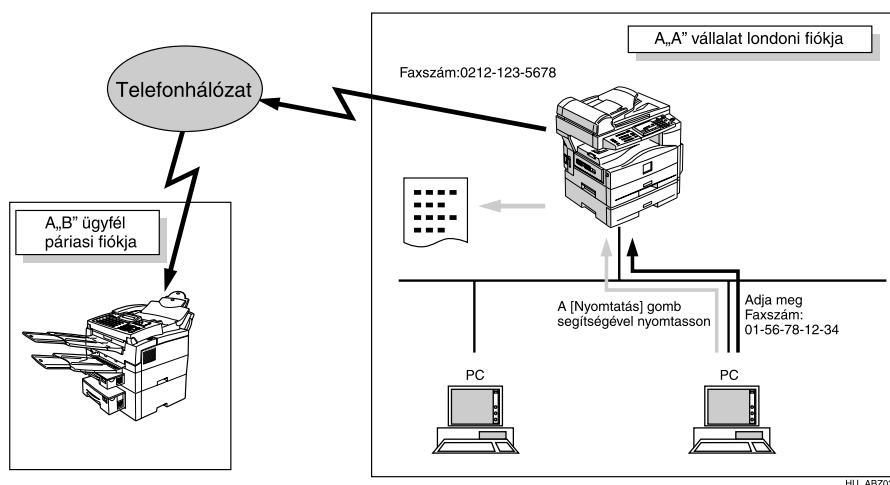 A„A” vállalat londoni fiókja
Faxszám:0212-123-5678
Telefonhálózat
A„B” ügyfél
páriasi fiókja
A [Nyomtatás] gomb
segítségével nyomtasson
Adja meg
Faxszám:
01-56-78-12-34
PC
PC